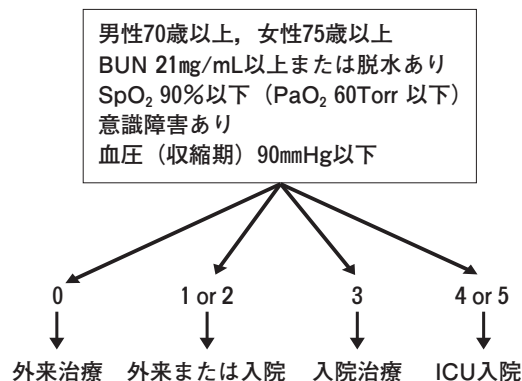 男性70歳以上，女性75歳以上
BUN 21㎎/mL以上または脱水あり
SpO₂ 90％以下（PaO₂ 60Torr 以下）
意識障害あり
血圧（収縮期）90㎜Hg以下
0 1 or 2 3 4 or 5
外来治療 外来または入院 入院治療 ICU入院